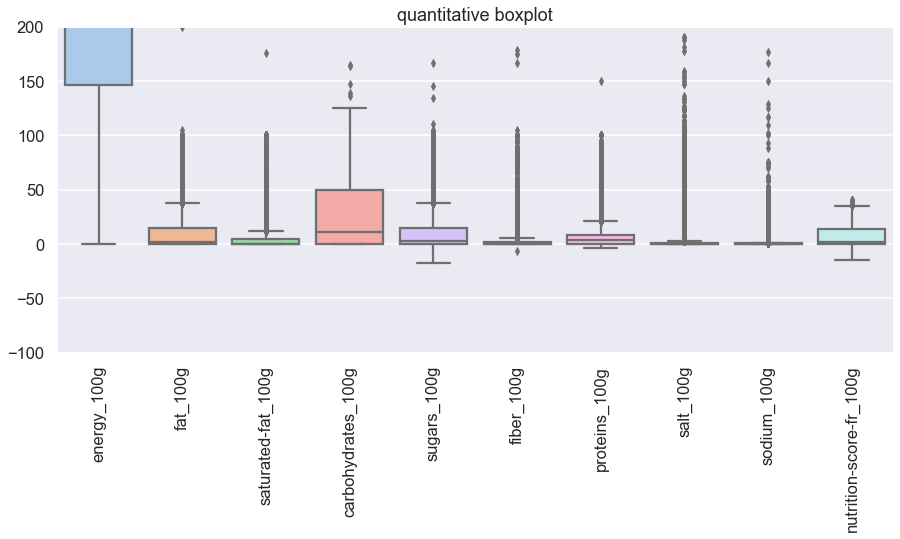 quantitative boxplot
200
150
100
50
0
−50
−100
energy_100g
fat_100g
saturated-fat_100g
carbohydrates_100g
sugars_100g
fiber_100g
proteins_100g
salt_100g
sodium_100g
nutrition-score-fr_100g